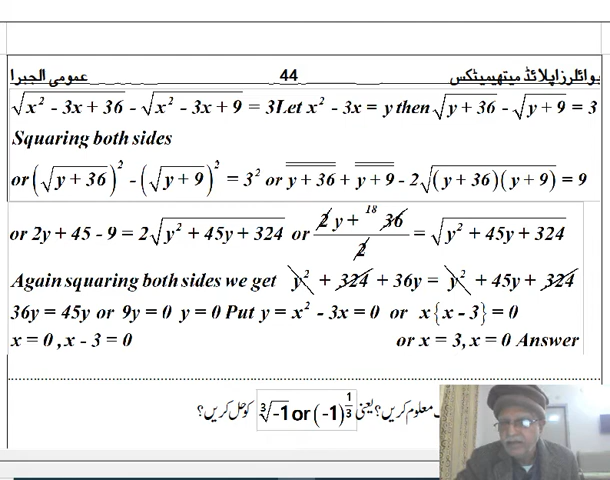 بوائلرزاپلائڈ میتھیمیٹکس 44 عمومی الجبرا
√(x² - 3x + 36) - √(x² - 3x + 9) = 3Let x² - 3x = y then √(y + 36) - √(y + 9) = 3
Squaring both sides
or (√(y + 36))² - (√(y + 9))² = 3² or y + 36 + y + 9 - 2√((y + 36)(y + 9)) = 9
or 2y + 45 - 9 = 2√(y² + 45y + 324) or (2y + 18 36)/2 = √(y² + 45y + 324)
Again squaring both sides we get y² + 324 + 36y = y² + 45y + 324
36y = 45y or 9y = 0 y = 0 Put y = x² - 3x = 0 or x{x - 3} = 0
x = 0 , x - 3 = 0 or x = 3, x = 0 Answer
معلوم کریں؟ یعنی ∛-1 or (-1)^(1/3) کو حل کریں؟